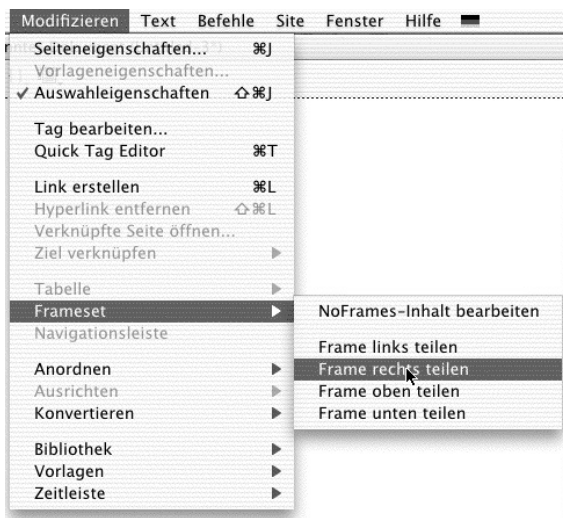 Modifizieren Text Befehle Site Fenster Hilfe
Seiteneigenschaften... ⌘J
Vorlageneigenschaften...
✓ Auswahleigenschaften ⇧⌘J
Tag bearbeiten...
Quick Tag Editor ⌘T
Link erstellen ⌘L
Hyperlink entfernen ⇧⌘L
Verknüpfte Seite öffnen...
Ziel verknüpfen
Tabelle
Frameset
Navigationsleiste
Anordnen
Ausrichten
Konvertieren
Bibliothek
Vorlagen
Zeitleiste
NoFrames-Inhalt bearbeiten
Frame links teilen
Frame rechts teilen
Frame oben teilen
Frame unten teilen